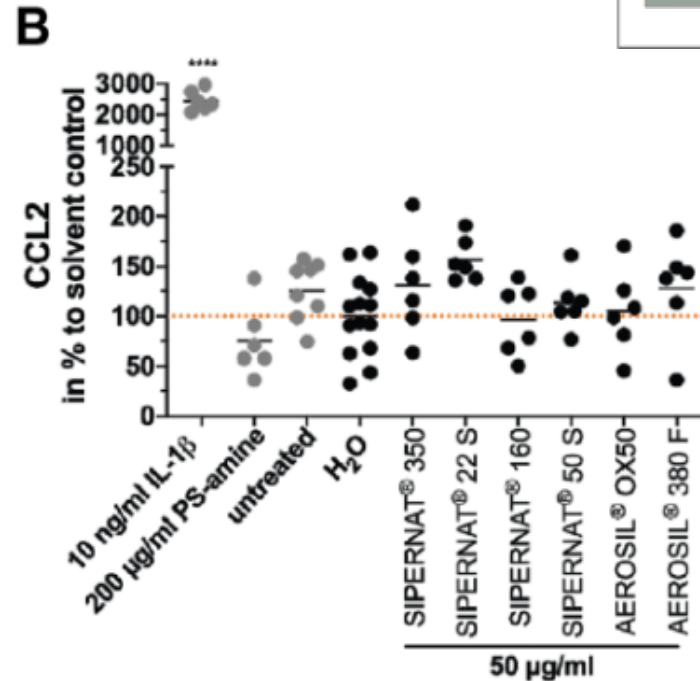 B
****
CCL2
in % to solvent control
3000
2000
1000
250
200
150
100
50
0
10 ng/ml IL-1β
200 µg/ml PS-amine
untreated
H₂O
SIPERNAT® 350
SIPERNAT® 22 S
SIPERNAT® 160
SIPERNAT® 50 S
AEROSIL® OX50
AEROSIL® 380 F
50 µg/ml